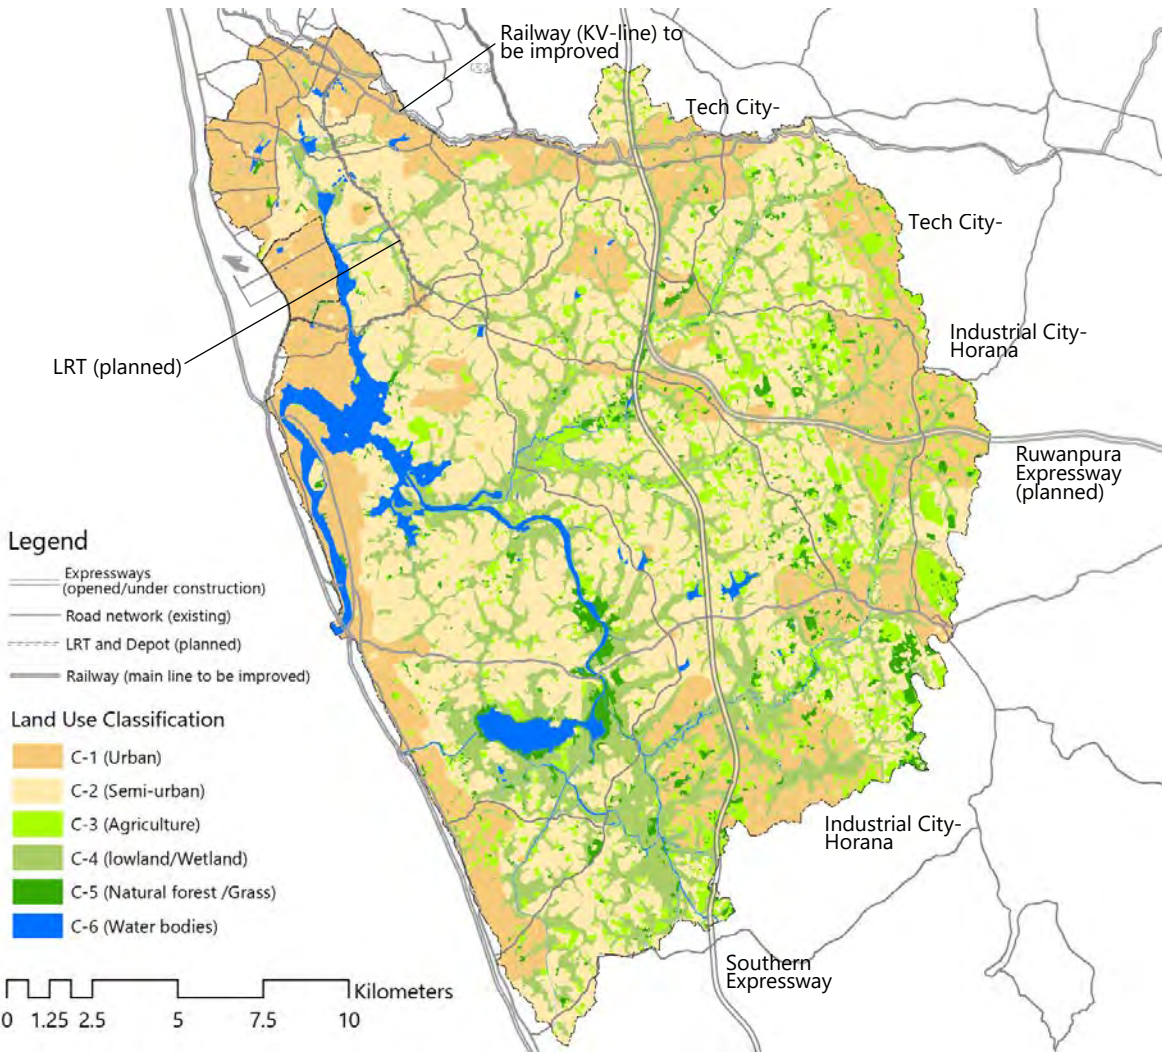 Railway (KV-line) to
be improved
Tech City-
Tech City-
Industrial City-
Horana
LRT (planned)
Ruwanpura
Expressway
(planned)
Legend
Expressways
(opened/under construction)
Road network (existing)
LRT and Depot (planned)
Railway (main line to be improved)
Land Use Classification
C-1 (Urban)
C-2 (Semi-urban)
C-3 (Agriculture)
C-4 (lowland/Wetland)
C-5 (Natural forest /Grass)
C-6 (Water bodies)
Industrial City-
Horana
Southern
Expressway
Kilometers
0 1.25 2.5 5 7.5 10